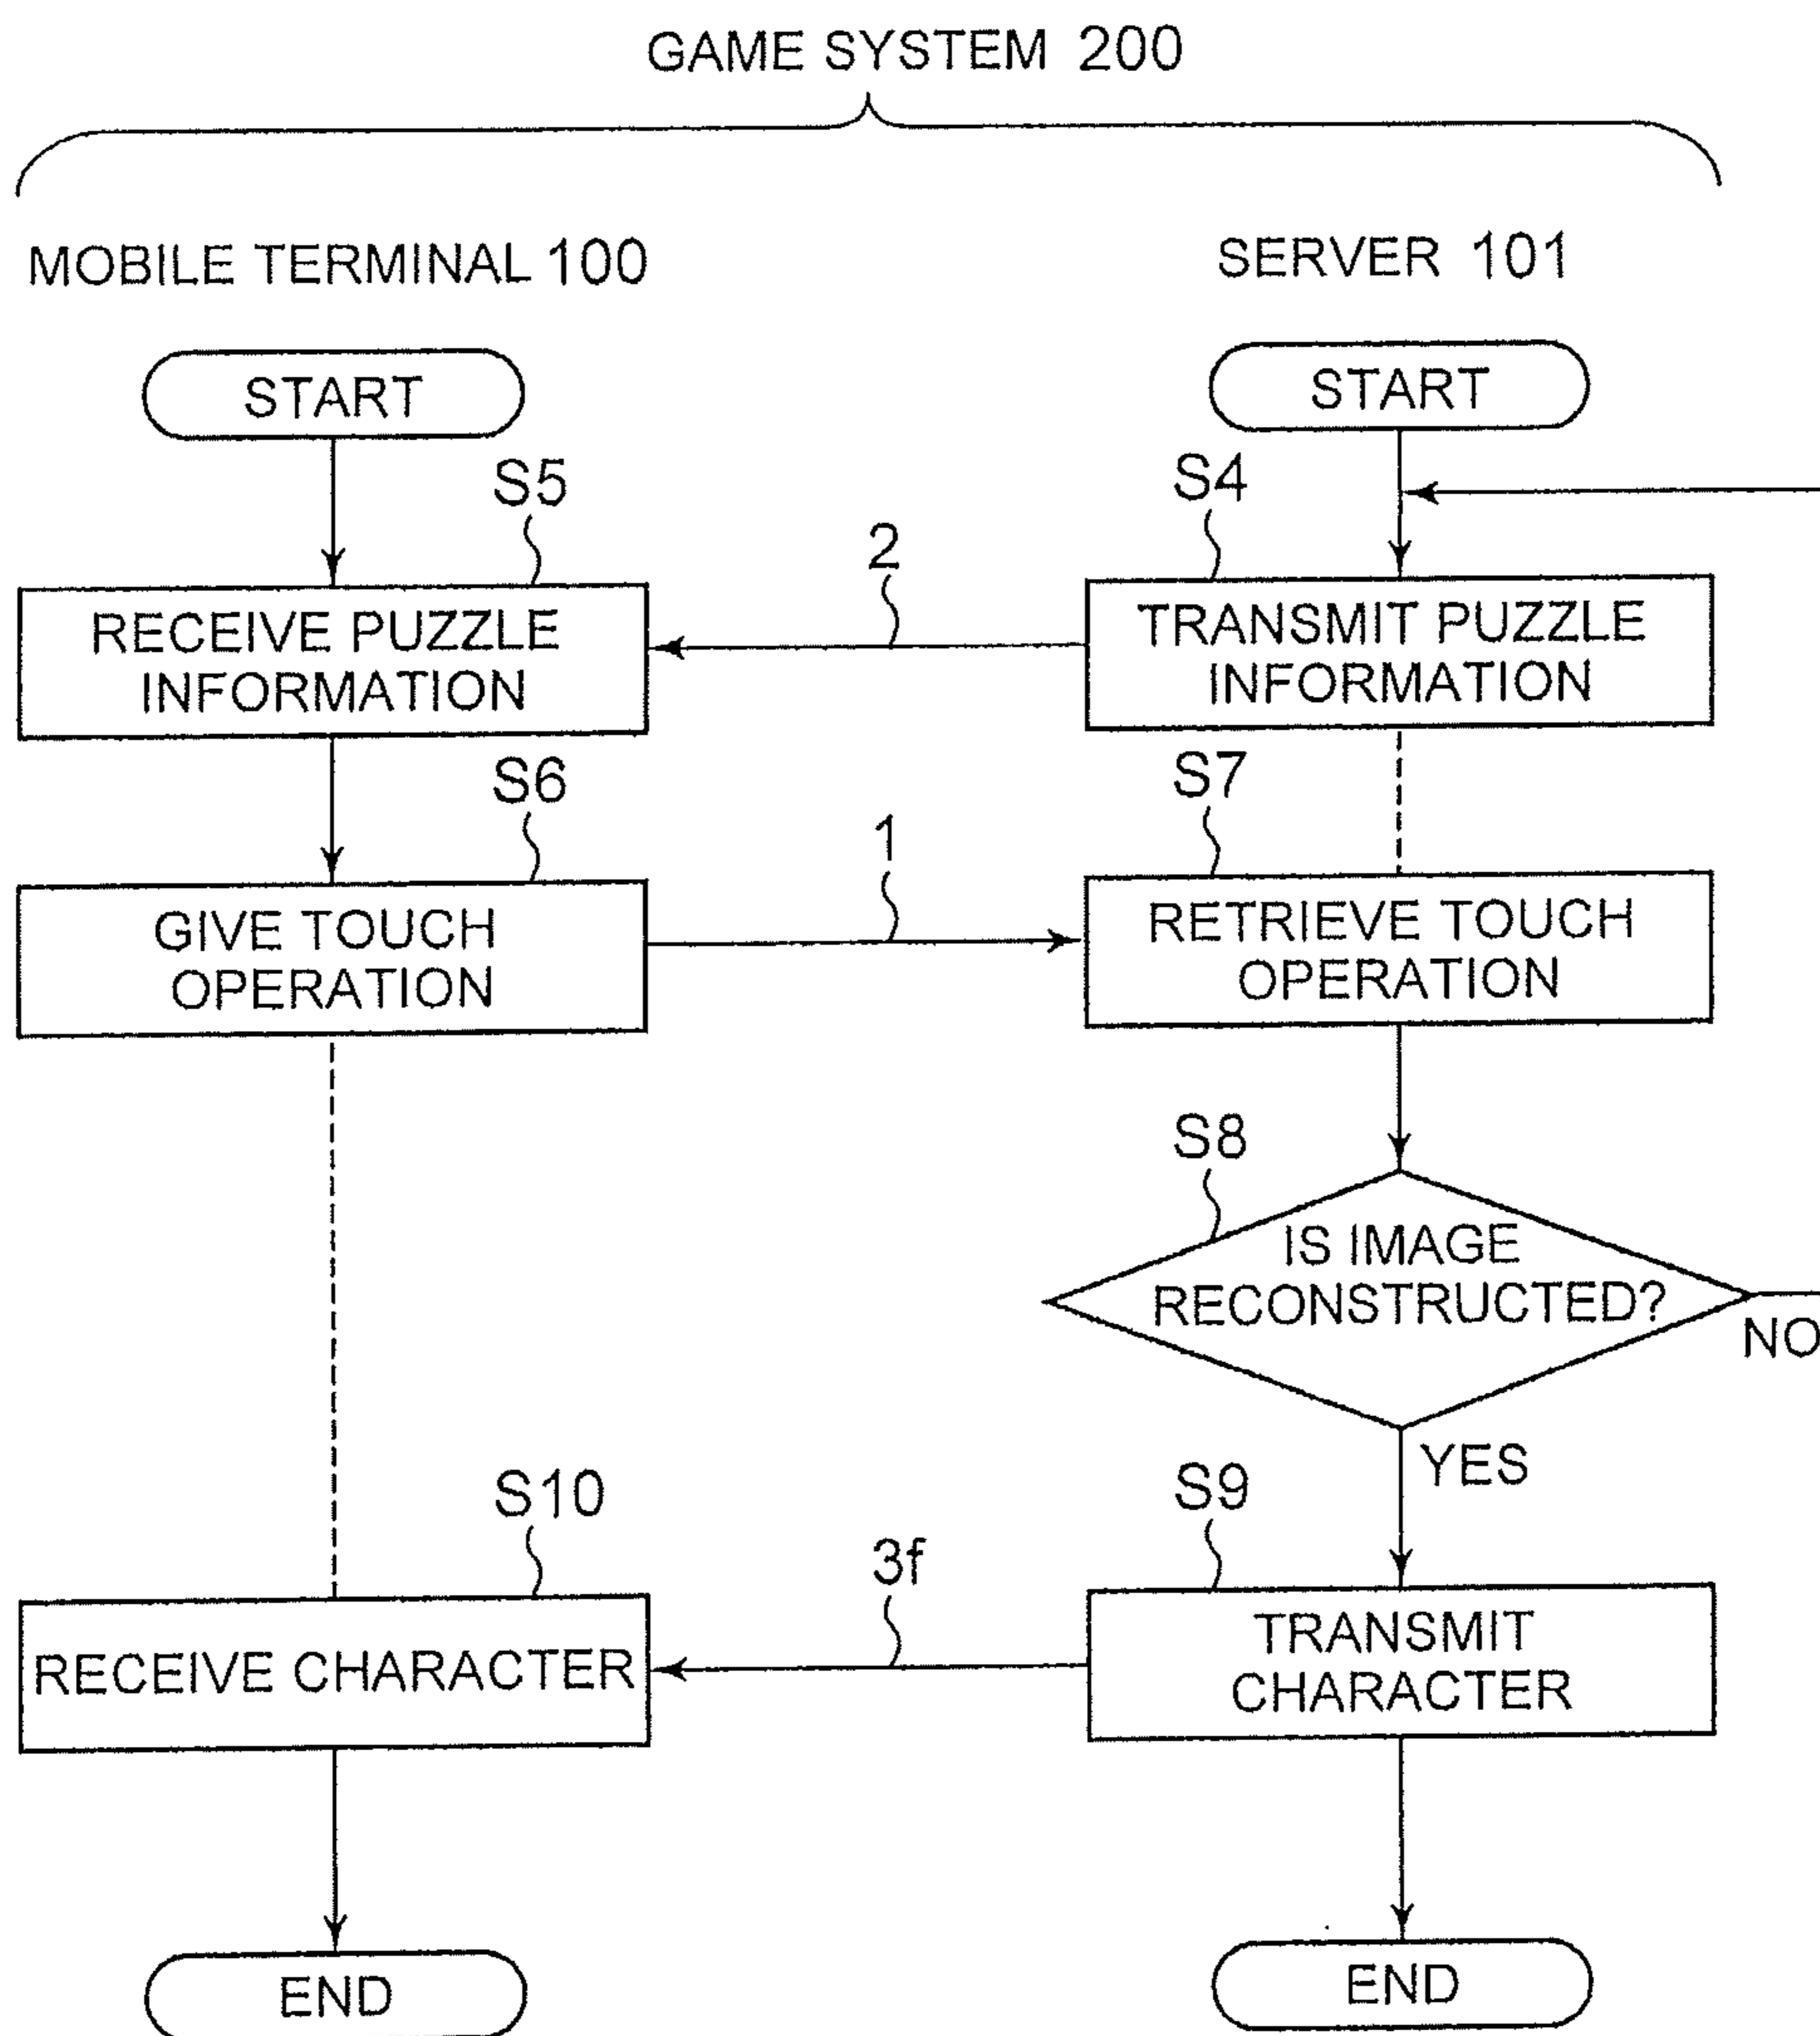 GAME SYSTEM 200
MOBILE TERMINAL 100
SERVER 101
START
START
S5
S4
2
RECEIVE PUZZLE
INFORMATION
TRANSMIT PUZZLE
INFORMATION
S6
S7
1
GIVE TOUCH
OPERATION
RETRIEVE TOUCH
OPERATION
S8
IS IMAGE
RECONSTRUCTED?
NO
YES
S10
S9
3f
RECEIVE CHARACTER
TRANSMIT
CHARACTER
END
END